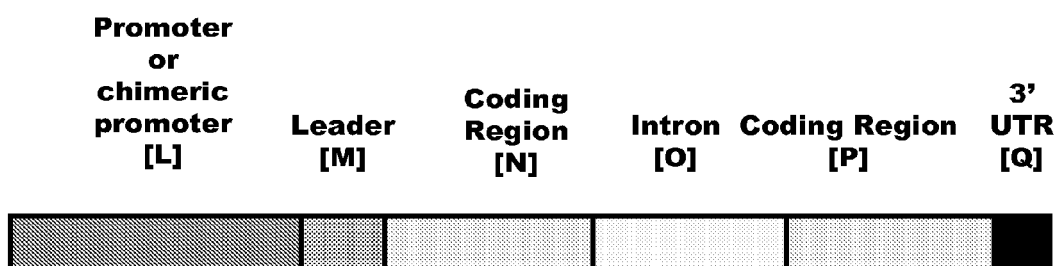 Promoter
or
chimeric
promoter
[L]
Leader
[M]
Coding
Region
[N]
Intron
[O]
Coding Region
[P]
3’
UTR
[Q]